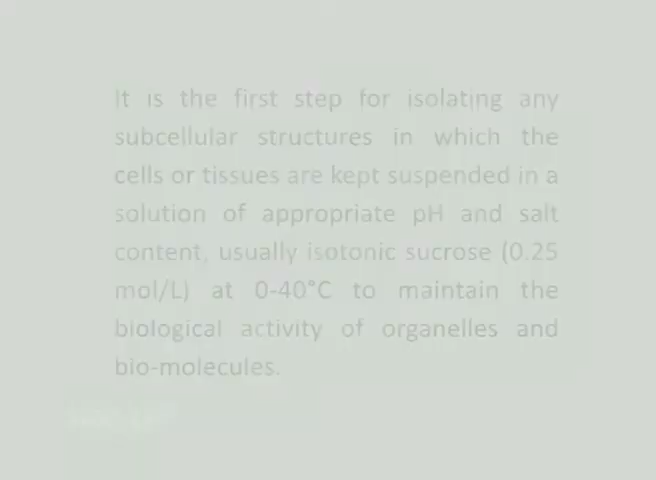 It is the first step for isolating any
subcellular structures in which the
cells or tissues are kept suspended in a
solution of appropriate pH and salt
content, usually isotonic sucrose (0.25
mol/L) at 0-40°C to maintain the
biological activity of organelles and
bio-molecules.